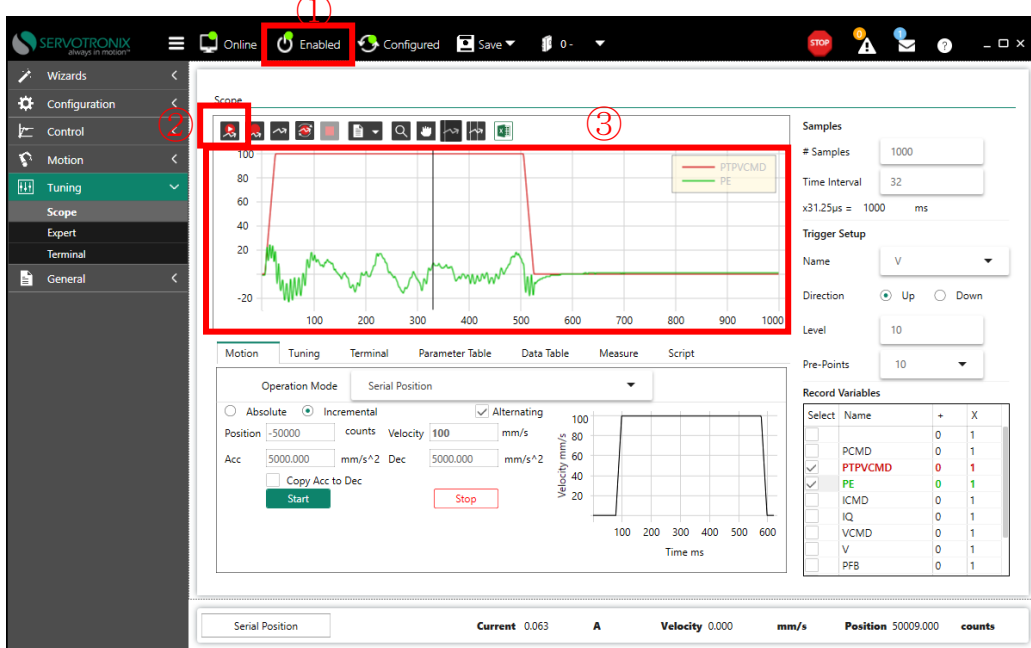 ①
SERVOTRONIX
always in motion™
Online
Enabled
Configured
Save
0 -
STOP
0
1
?
Wizards
Configuration
Control
Motion
Tuning
Scope
Expert
Terminal
General
Scope
②
③
100
80
60
40
20
-20
100 200 300 400 500 600 700 800 900 1000
PTPVCMD
PE
Motion Tuning Terminal Parameter Table Data Table Measure Script
Operation Mode Serial Position
Absolute Incremental Alternating
Position -50000 counts Velocity 100 mm/s
Acc 5000.000 mm/s^2 Dec 5000.000 mm/s^2
Copy Acc to Dec
Start Stop
Velocity mm/s
100
80
60
40
20
100 200 300 400 500 600
Time ms
Samples
# Samples 1000
Time Interval 32
x31.25µs = 1000 ms
Trigger Setup
Name V
Direction Up Down
Level 10
Pre-Points 10
Record Variables
Select Name + X
0 1
PCMD 0 1
PTPVCMD 0 1
PE 0 1
ICMD 0 1
IQ 0 1
VCMD 0 1
V 0 1
PFB 0 1
Serial Position Current 0.063 A Velocity 0.000 mm/s Position 50009.000 counts